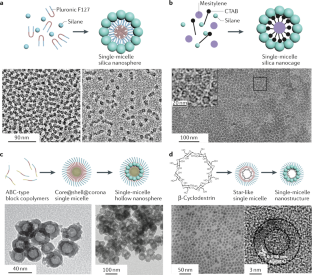 a
Pluronic F127
Silane
Single-micelle
silica nanosphere
90 nm
b
Mesitylene
CTAB
Silane
Single-micelle
silica nanocage
100 nm
c
ABC-type
block copolymers
Core@shell@corona
single micelle
Single-micelle
hollow nanosphere
40 nm
100 nm
d
β-Cyclodextrin
Star-like
single micelle
Single-micelle
nanostructure
50 nm
3 nm